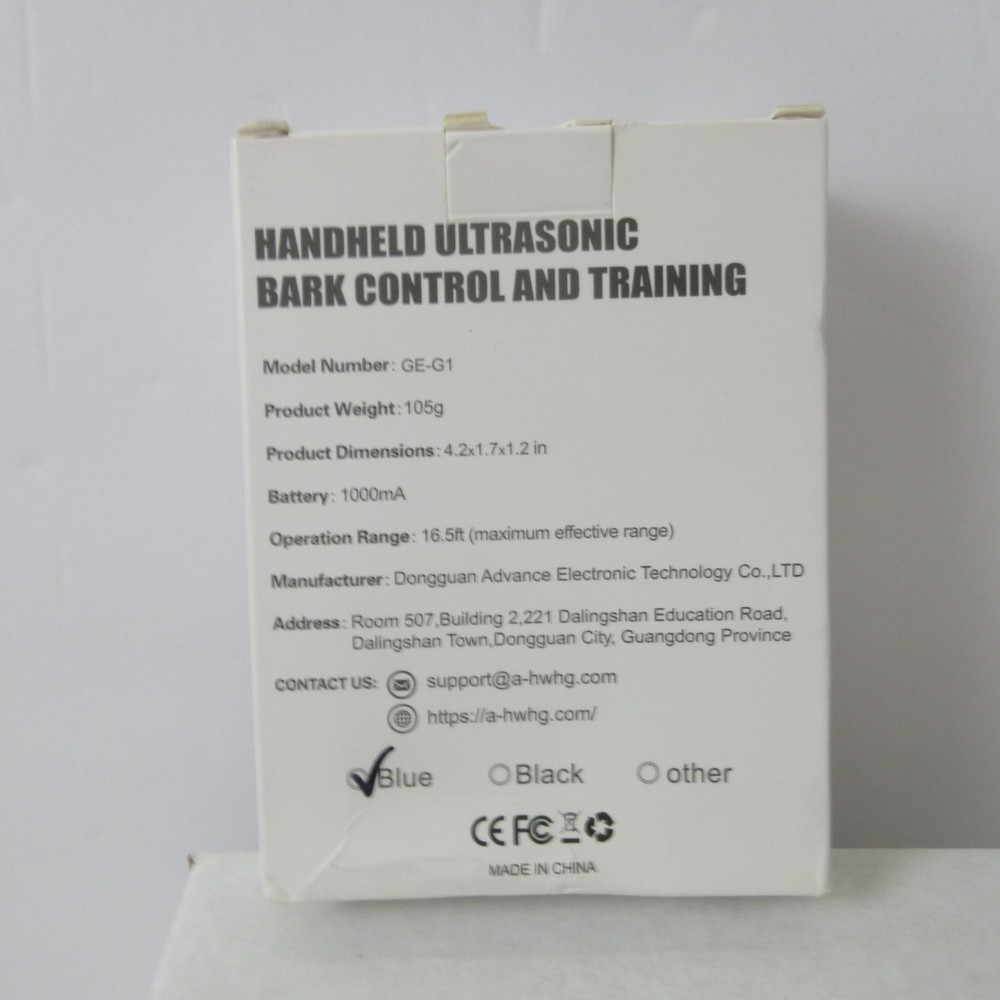 HANDHELD ULTRASONIC
BARK CONTROL AND TRAINING
Model Number: GE-G1
Product Weight: 105g
Product Dimensions: 4.2x1.7x1.2 in
Battery: 1000mA
Operation Range: 16.5ft (maximum effective range)
Manufacturer: Dongguan Advance Electronic Technology Co.,LTD
Address: Room 507,Building 2,221 Dalingshan Education Road,
Dalingshan Town,Dongguan City, Guangdong Province
CONTACT US: support@a-hwhg.com
https://a-hwhg.com/
Blue Black other
CE FC
MADE IN CHINA